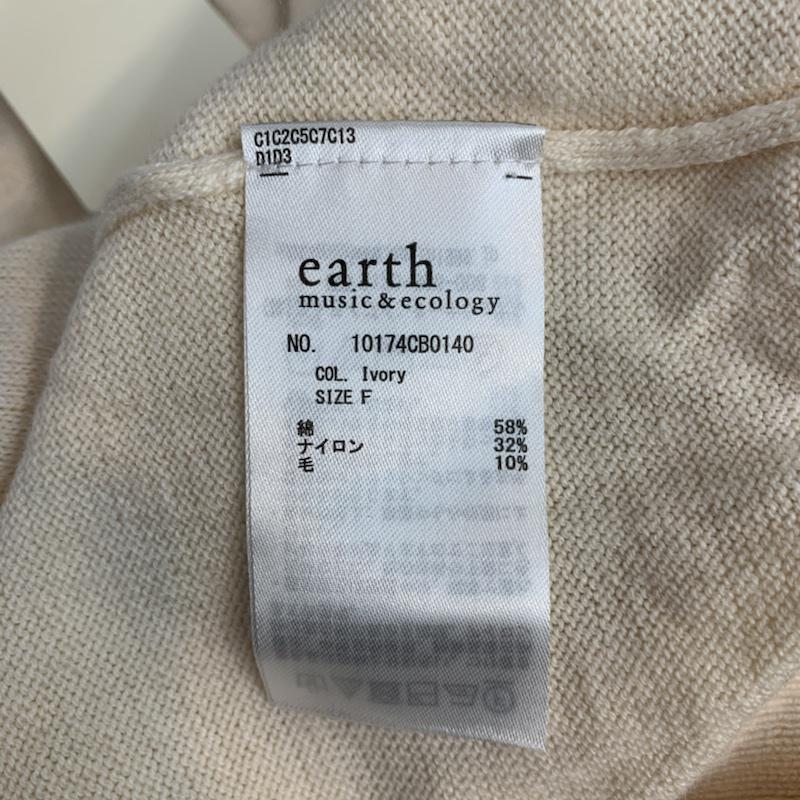 C1C2C5C7C13
D1D3
earth
music&ecology
NO. 10174CB0140
COL. Ivory
SIZE F
綿 58%
ナイロン 32%
毛 10%